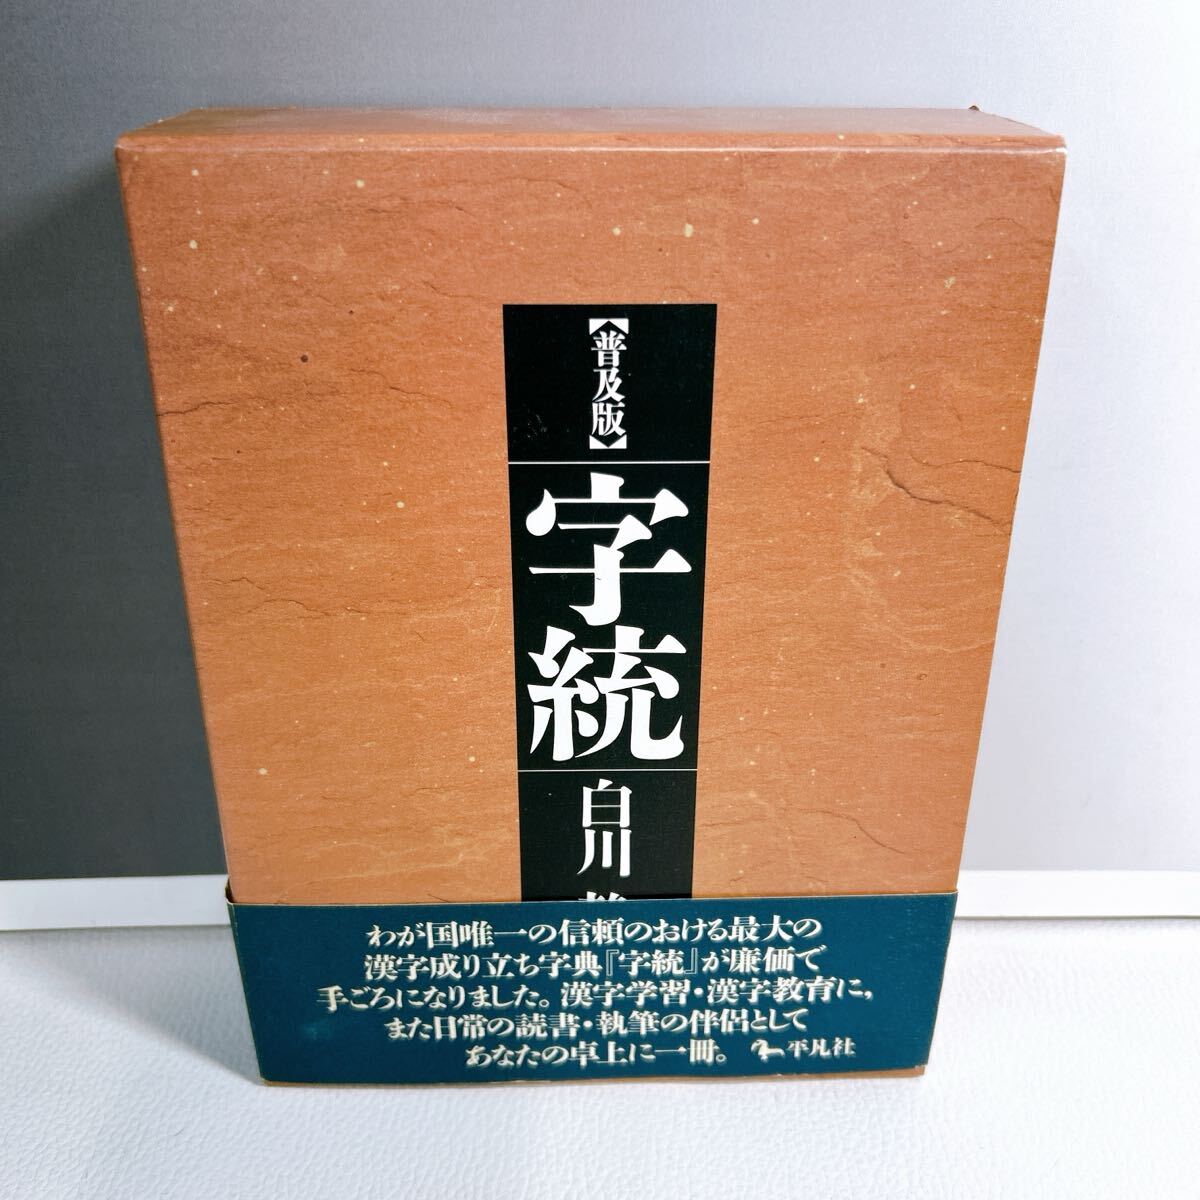 【普及版】
字統
白川
わが国唯一の信頼のおける最大の
漢字成り立ち字典『字統』が廉価で
手ごろになりました。漢字学習・漢字教育に,
また日常の読書・執筆の伴侶として
あなたの卓上に一冊。 平凡社